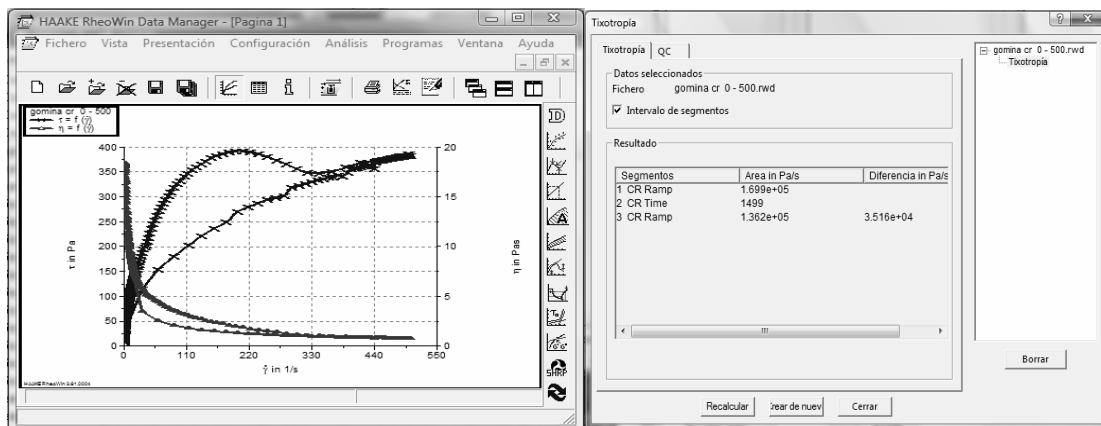 HAAKE RheoWin Data Manager - [Pagina 1]
Fichero Vista Presentación Configuración Análisis Programas Ventana Ayuda
gomina cr 0 - 500
τ = f (γ̇)
η = f (γ̇)
400
350
300
250
200
150
100
50
0
τ in Pa
20
15
10
5
0
η in Pas
0 110 220 330 440 550
γ̇ in 1/s
Tixotropía
Tixotropía QC
Datos seleccionados
Fichero gomina cr 0 - 500.rwd
Intervalo de segmentos
Resultado
Segmentos Area in Pa/s Diferencia in Pa/s
1 CR Ramp 1.699e+05
2 CR Time 1499
3 CR Ramp 1.362e+05 3.516e+04
Recalcular rear de nuev Cerrar
gomina cr 0 - 500.rwd
Tixotropía
Borrar